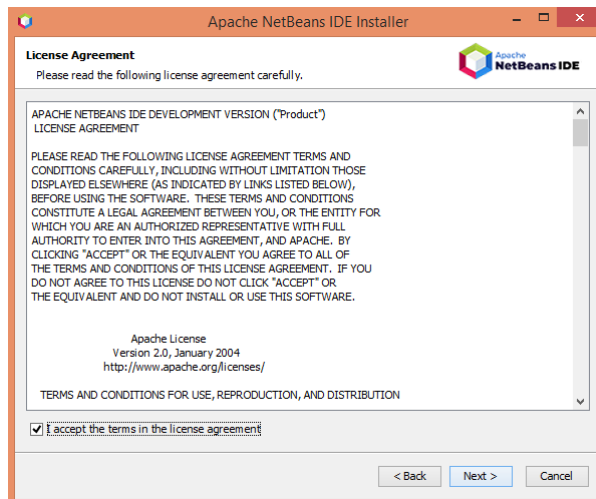 Apache NetBeans IDE Installer
License Agreement
Please read the following license agreement carefully.
Apache
NetBeans IDE
APACHE NETBEANS IDE DEVELOPMENT VERSION ("Product")
LICENSE AGREEMENT
PLEASE READ THE FOLLOWING LICENSE AGREEMENT TERMS AND
CONDITIONS CAREFULLY, INCLUDING WITHOUT LIMITATION THOSE
DISPLAYED ELSEWHERE (AS INDICATED BY LINKS LISTED BELOW),
BEFORE USING THE SOFTWARE.  THESE TERMS AND CONDITIONS
CONSTITUTE A LEGAL AGREEMENT BETWEEN YOU, OR THE ENTITY FOR
WHICH YOU ARE AN AUTHORIZED REPRESENTATIVE WITH FULL
AUTHORITY TO ENTER INTO THIS AGREEMENT, AND APACHE.  BY
CLICKING "ACCEPT" OR THE EQUIVALENT YOU AGREE TO ALL OF
THE TERMS AND CONDITIONS OF THIS LICENSE AGREEMENT.  IF YOU
DO NOT AGREE TO THIS LICENSE DO NOT CLICK "ACCEPT" OR
THE EQUIVALENT AND DO NOT INSTALL OR USE THIS SOFTWARE.
Apache License
Version 2.0, January 2004
http://www.apache.org/licenses/
TERMS AND CONDITIONS FOR USE, REPRODUCTION, AND DISTRIBUTION
I accept the terms in the license agreement
< Back
Next >
Cancel